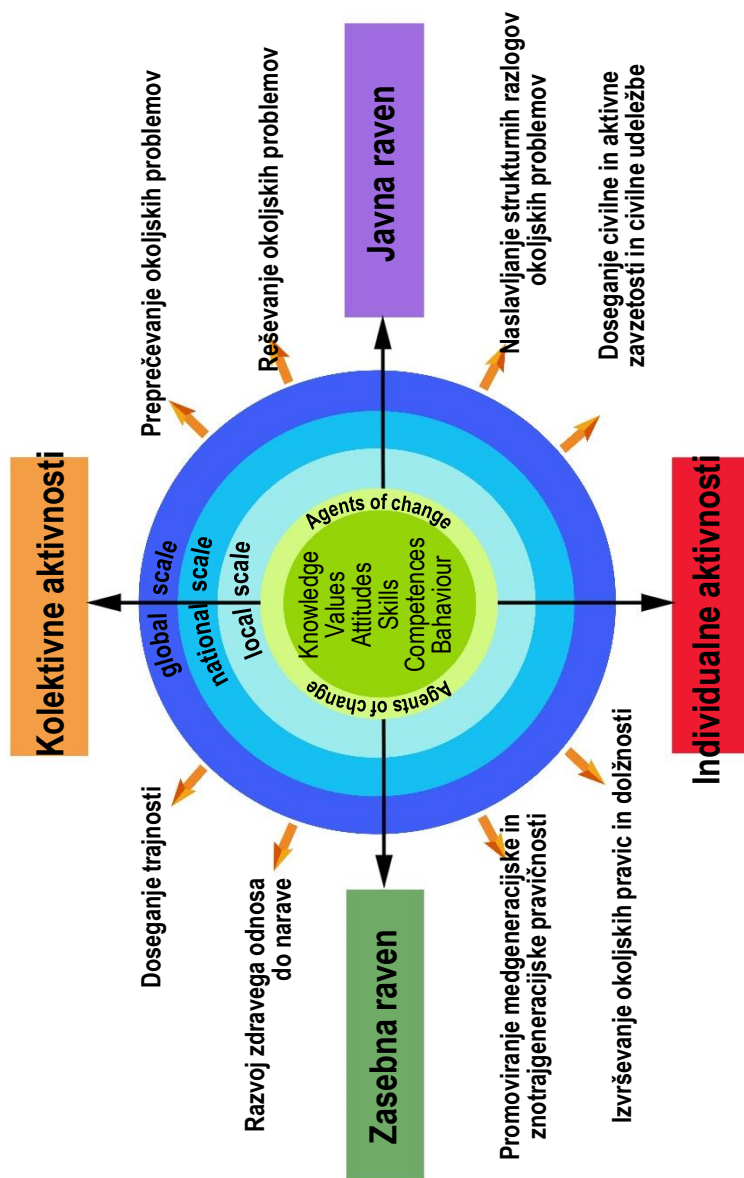 Kolektivne aktivnosti
Doseganje trajnosti
Preprečevanje okoljskih problemov
Razvoj zdravega odnosa
do narave
Reševanje okoljskih problemov
global scale
national scale
local scale
Agents of change
Knowledge
Values
Attitudes
Skills
Competences
Bahaviour
Agents of change
Zasebna raven
Javna raven
Promoviranje medgeneracijske in
znotrajgeneracijske pravičnosti
Naslavljanje strukturnih razlogov
okoljskih problemov
Izvrševanje okoljskih pravic in dolžnosti
Doseganje civilne in aktivne
zavzetosti in civilne udeležbe
Individualne aktivnosti